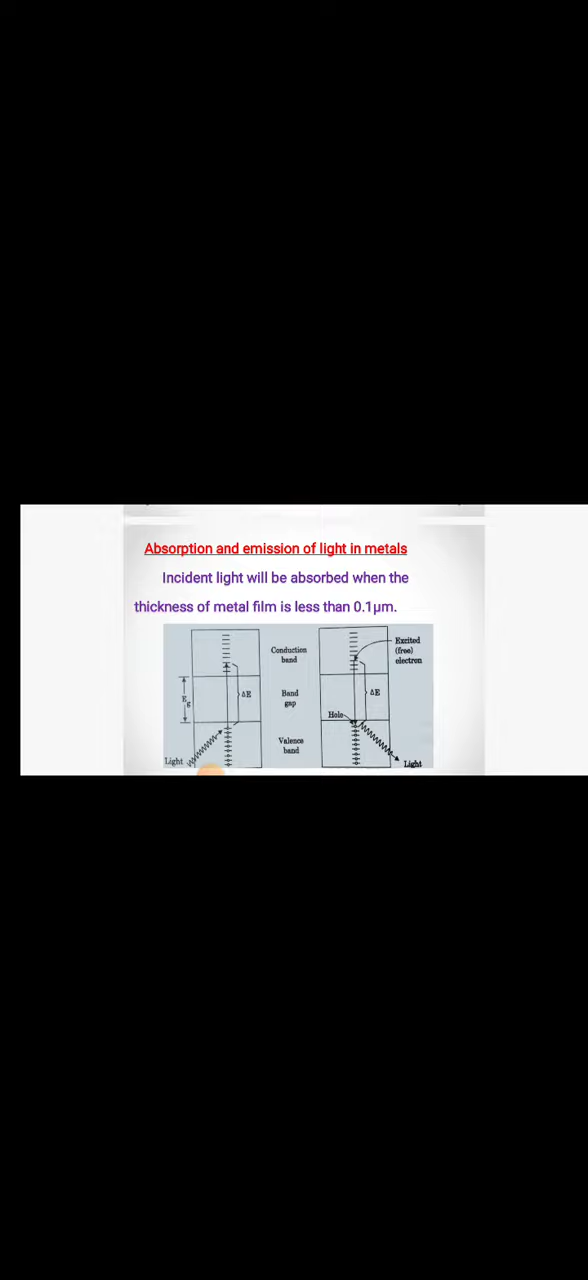 Absorption and emission of light in metals
Incident light will be absorbed when the
thickness of metal film is less than 0.1μm.
Conduction
band
Excited
(free)
electron
E
g
ΔE
Band
gap
ΔE
Hole
Valence
band
Light
Light